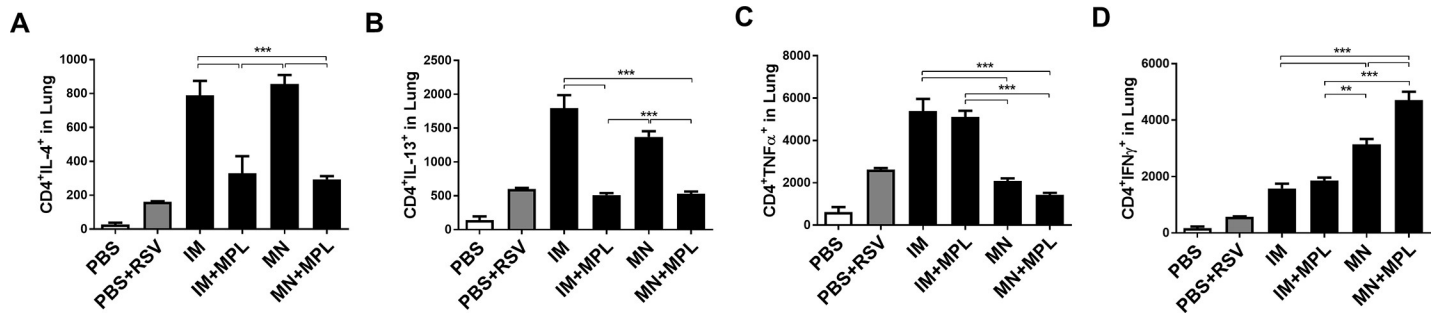 A
CD4⁺IL-4⁺ in Lung
1000
800
600
400
200
0
***
PBS
PBS+RSV
IM
IM+MPL
MN
MN+MPL
B
CD4⁺IL-13⁺ in Lung
2500
2000
1500
1000
500
0
***
***
PBS
PBS+RSV
IM
IM+MPL
MN
MN+MPL
C
CD4⁺TNFα⁺ in Lung
8000
6000
4000
2000
0
***
***
PBS
PBS+RSV
IM
IM+MPL
MN
MN+MPL
D
CD4⁺IFNγ⁺ in Lung
6000
4000
2000
0
***
***
**
PBS
PBS+RSV
IM
IM+MPL
MN
MN+MPL